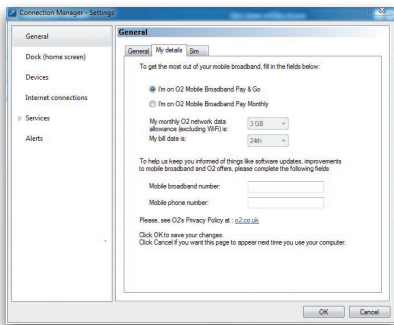 Connection Manager - Settings
General
Dock (home screen)
Devices
Internet connections
Services
Alerts
General
General
My details
Sim
To get the most out of your mobile broadband, fill in the fields below:
I'm on O2 Mobile Broadband Pay & Go
I'm on O2 Mobile Broadband Pay Monthly
My monthly O2 network data
allowance (excluding WiFi) is:
3 GB
My bill date is:
24th
To help us keep you informed of things like software updates, improvements
to mobile broadband and O2 offers, please complete the following fields
Mobile broadband number:
Mobile phone number:
Please, see O2's Privacy Policy at : o2.co.uk
Click OK to save your changes.
Click Cancel if you want this page to appear next time you use your computer.
OK
Cancel